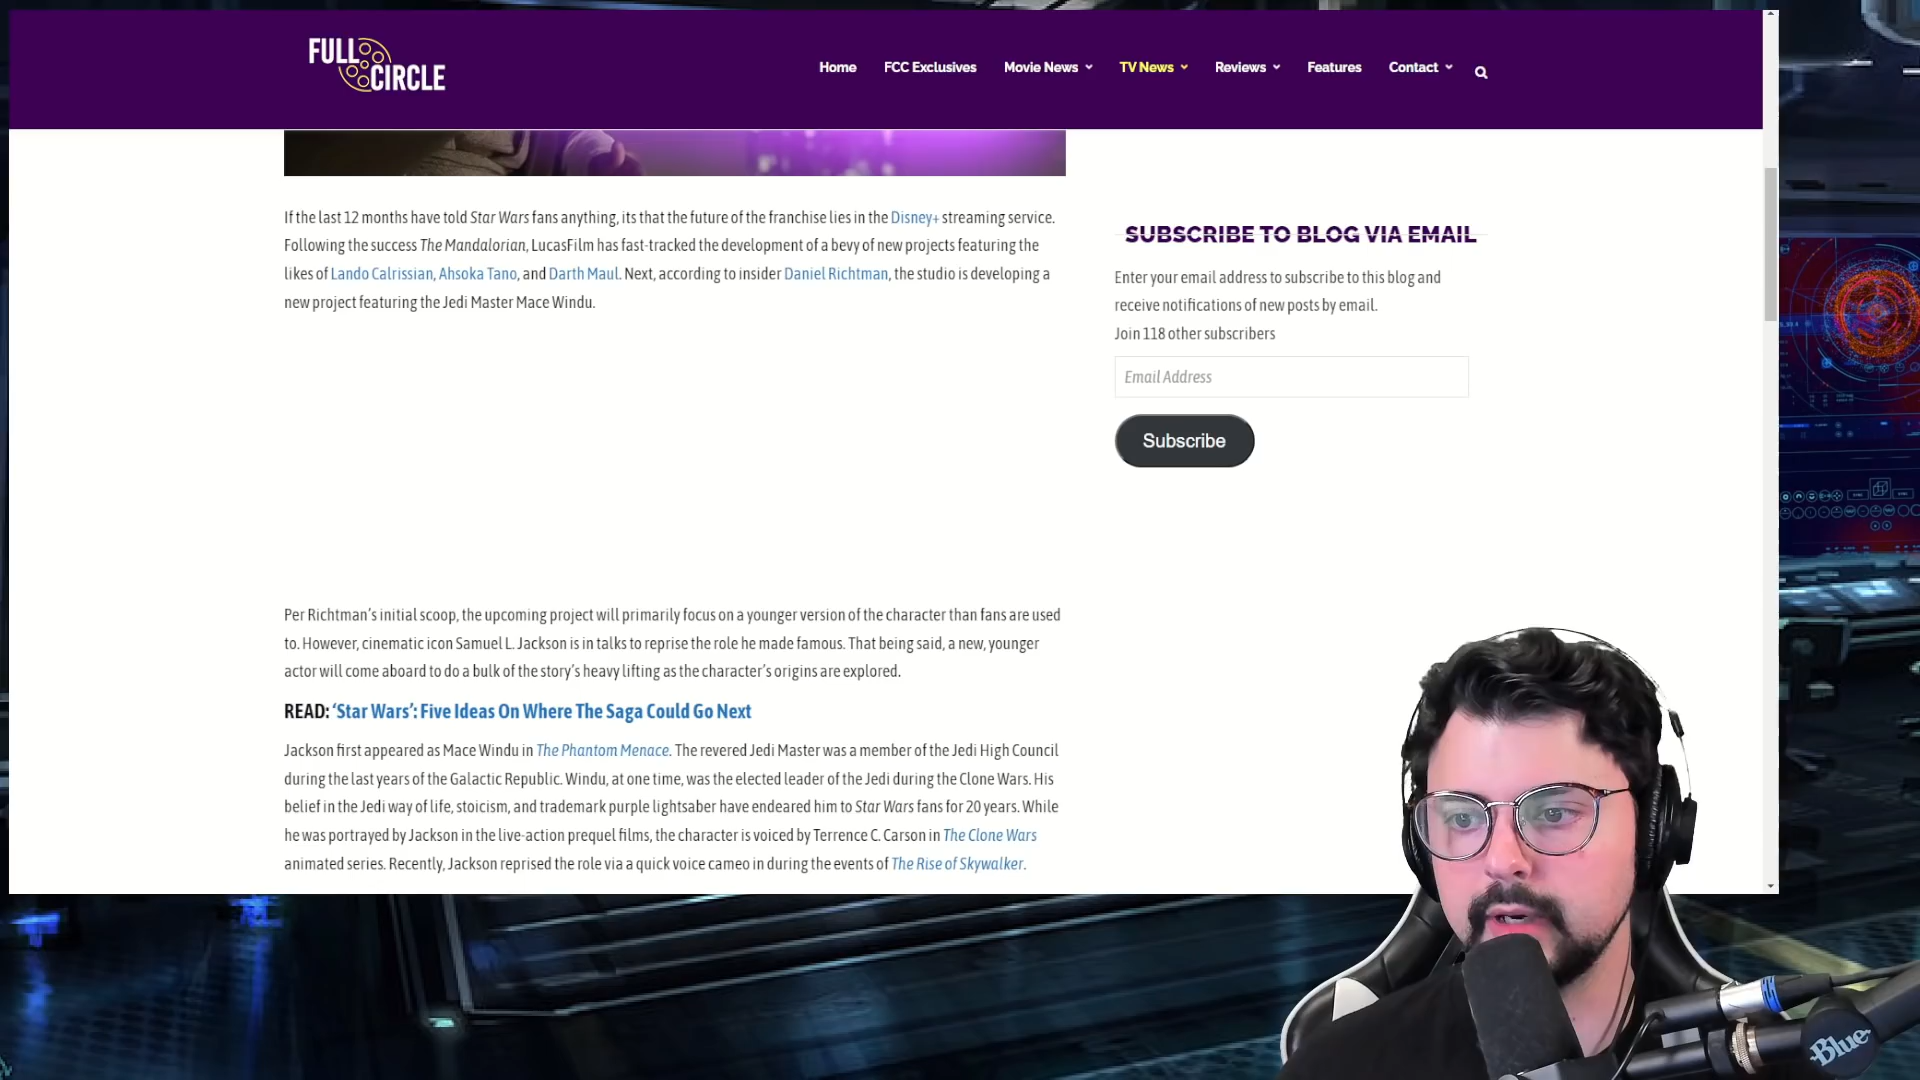 FULL CIRCLE
Home FCC Exclusives Movie News TV News Reviews Features Contact
If the last 12 months have told Star Wars fans anything, its that the future of the franchise lies in the Disney+ streaming service.
Following the success The Mandalorian, LucasFilm has fast-tracked the development of a bevy of new projects featuring the
likes of Lando Calrissian, Ahsoka Tano, and Darth Maul. Next, according to insider Daniel Richtman, the studio is developing a
new project featuring the Jedi Master Mace Windu.
Per Richtman's initial scoop, the upcoming project will primarily focus on a younger version of the character than fans are used
to. However, cinematic icon Samuel L. Jackson is in talks to reprise the role he made famous. That being said, a new, younger
actor will come aboard to do a bulk of the story's heavy lifting as the character's origins are explored.
READ: 'Star Wars': Five Ideas On Where The Saga Could Go Next
Jackson first appeared as Mace Windu in The Phantom Menace. The revered Jedi Master was a member of the Jedi High Council
during the last years of the Galactic Republic. Windu, at one time, was the elected leader of the Jedi during the Clone Wars. His
belief in the Jedi way of life, stoicism, and trademark purple lightsaber have endeared him to Star Wars fans for 20 years. While
he was portrayed by Jackson in the live-action prequel films, the character is voiced by Terrence C. Carson in The Clone Wars
animated series. Recently, Jackson reprised the role via a quick voice cameo in during the events of The Rise of Skywalker.
SUBSCRIBE TO BLOG VIA EMAIL
Enter your email address to subscribe to this blog and
receive notifications of new posts by email.
Join 118 other subscribers
Email Address
Subscribe
Blue